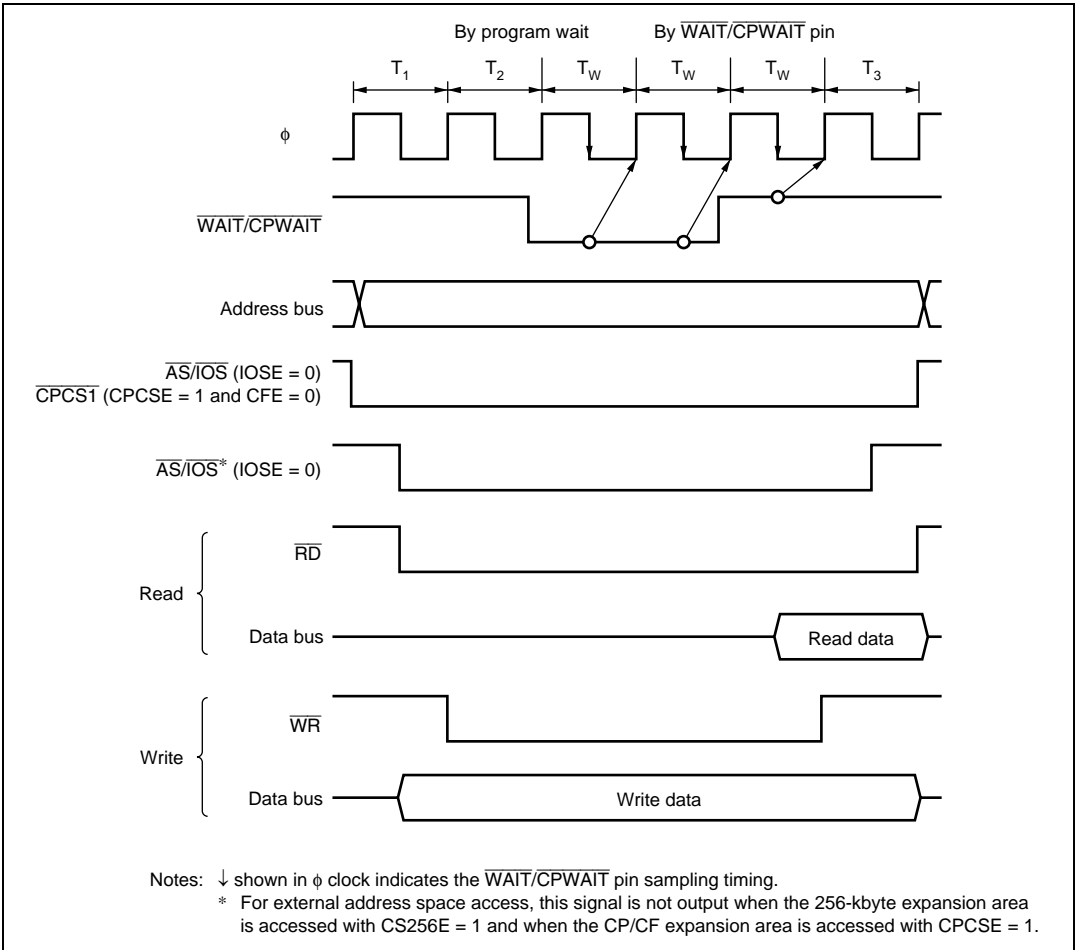 By program wait By WAIT/CPWAIT pin
T1 T2 TW TW TW T3
ϕ
WAIT/CPWAIT
Address bus
AS/IOS (IOSE = 0)
CPCS1 (CPCSE = 1 and CFE = 0)
AS/IOS* (IOSE = 0)
RD
Read
Data bus Read data
WR
Write
Data bus Write data
Notes: ↓ shown in ϕ clock indicates the WAIT/CPWAIT pin sampling timing.
* For external address space access, this signal is not output when the 256-kbyte expansion area
is accessed with CS256E = 1 and when the CP/CF expansion area is accessed with CPCSE = 1.